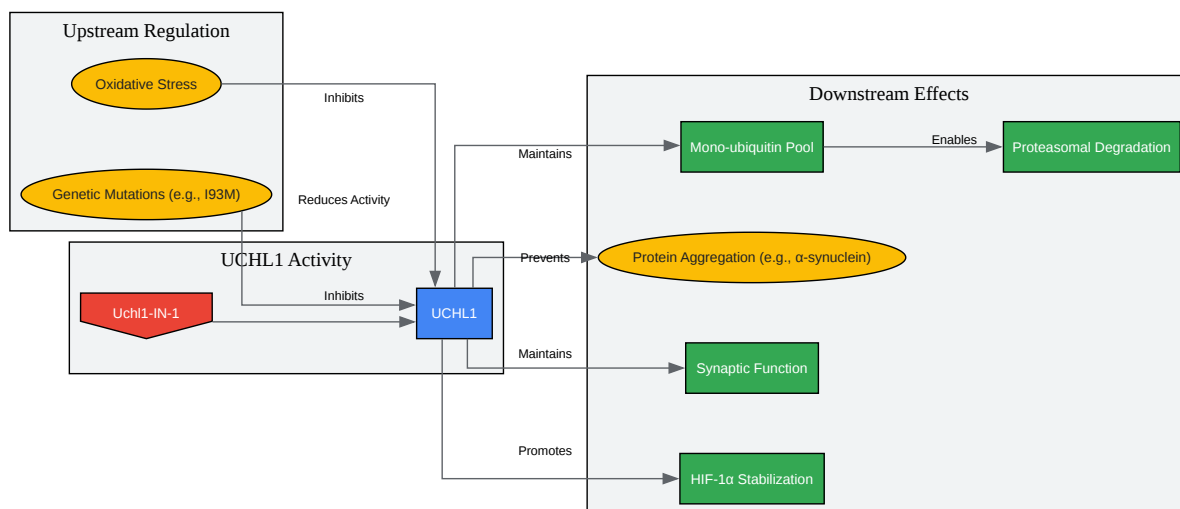 Upstream Regulation
Oxidative Stress
Inhibits
Genetic Mutations (e.g., I93M)
Reduces Activity
UCHL1 Activity
Uchl1-IN-1
Inhibits
UCHL1
Downstream Effects
Maintains
Mono-ubiquitin Pool
Enables
Proteasomal Degradation
Prevents
Protein Aggregation (e.g., α-synuclein)
Maintains
Synaptic Function
Promotes
HIF-1α Stabilization